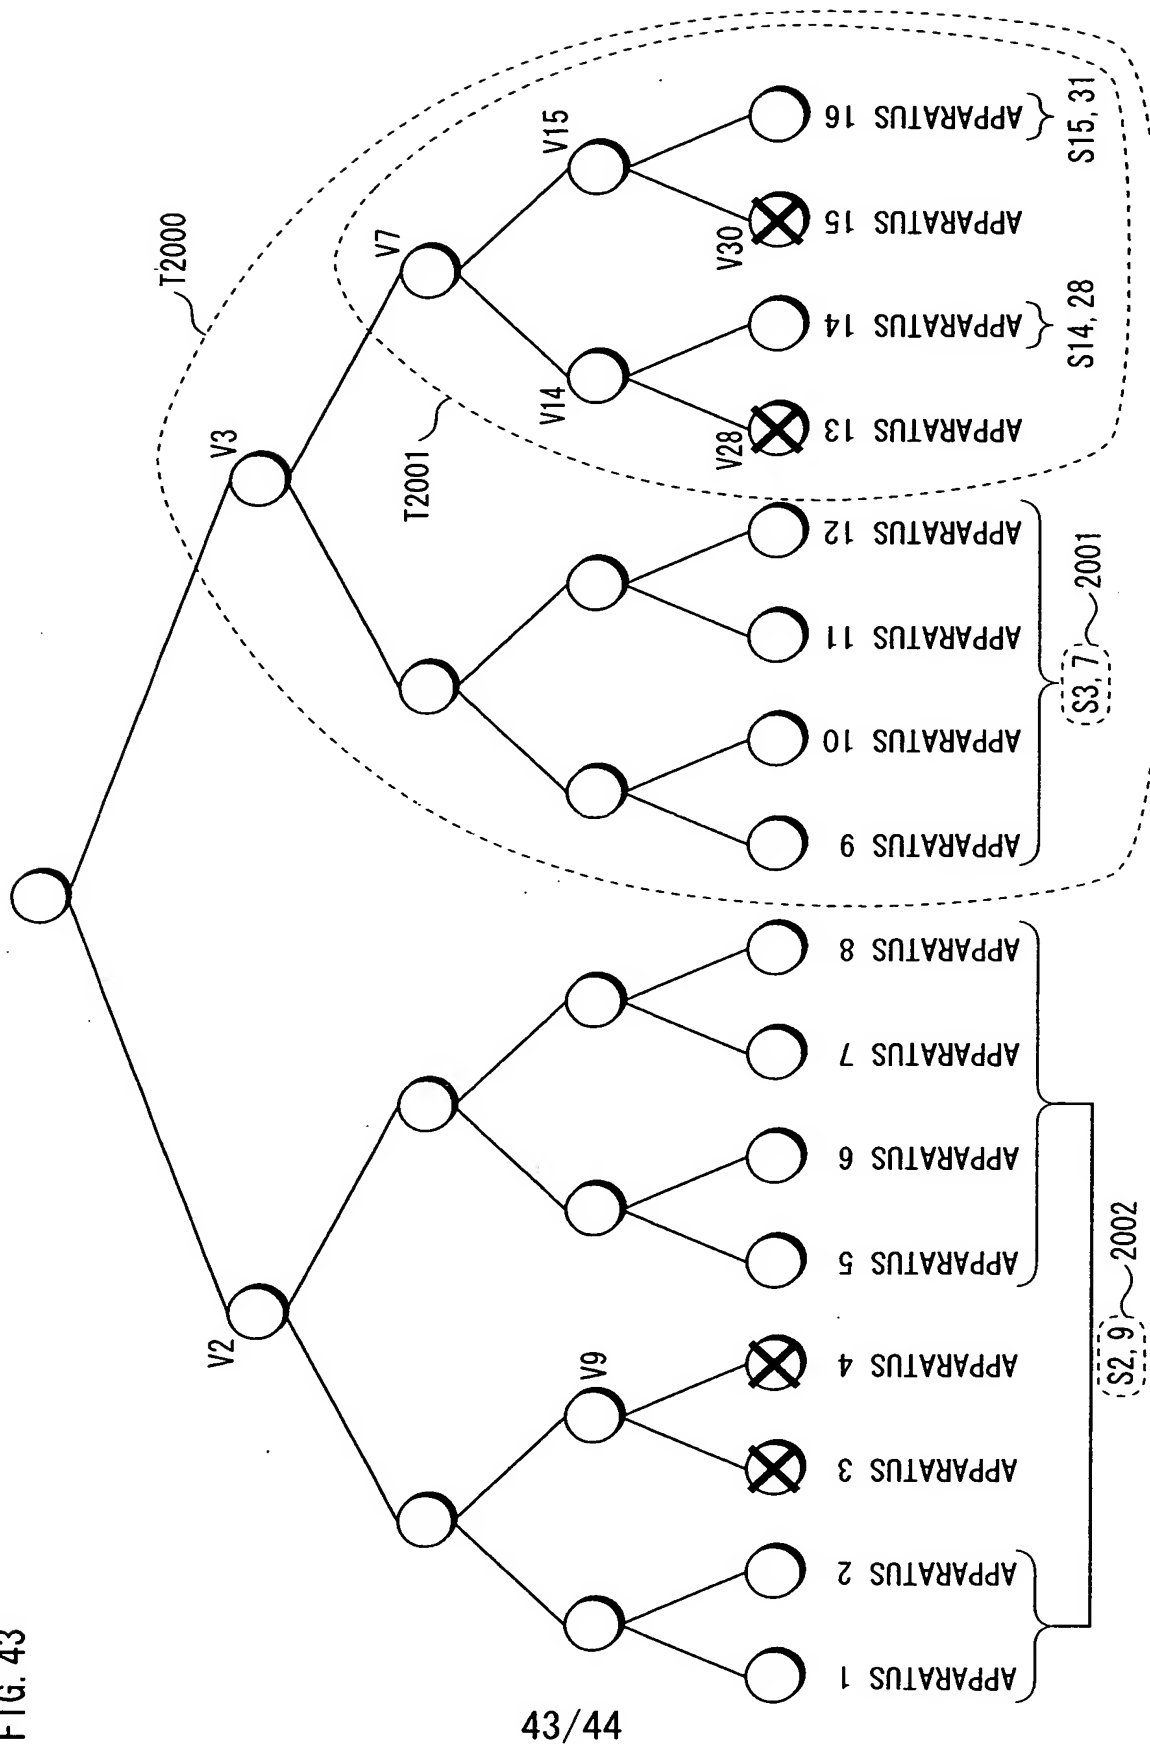 FIG. 43
T2000
V3
V7
V15
T2001
V14
V28
V30
V2
V9
APPARATUS 1
APPARATUS 2
APPARATUS 3
APPARATUS 4
APPARATUS 5
APPARATUS 6
APPARATUS 7
APPARATUS 8
APPARATUS 9
APPARATUS 10
APPARATUS 11
APPARATUS 12
APPARATUS 13
APPARATUS 14
APPARATUS 15
APPARATUS 16
S2, 9
2002
S3, 7
2001
S14, 28
S15, 31
43/44